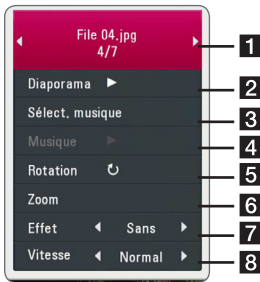 File 04.jpg
4/7
1
Diaporama
2
Sélect. musique
3
Musique
4
Rotation
5
Zoom
6
Effet Sans
7
Vitesse Normal
8